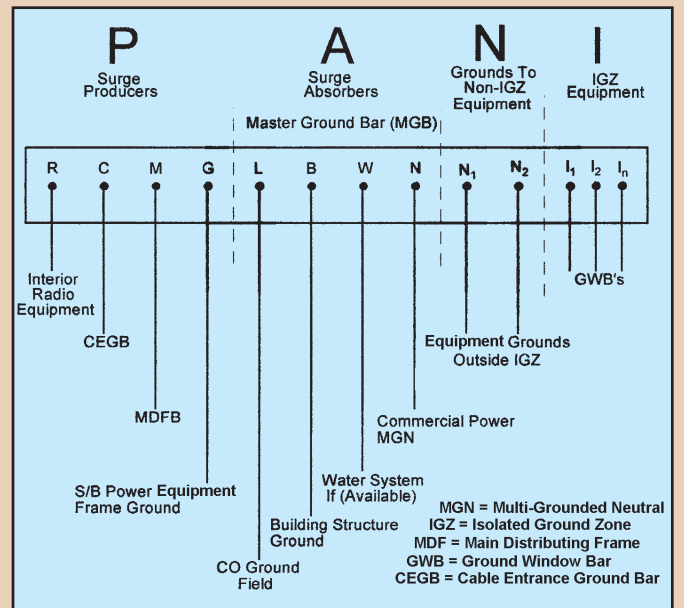 P A N I
Surge
Producers
Surge
Absorbers
Grounds To
Non-IGZ
Equipment
IGZ
Equipment
Master Ground Bar (MGB)
R C M G L B W N N1 N2 I1 I2 In
Interior
Radio
Equipment
GWB's
CEGB
Equipment Grounds
Outside IGZ
MDFB
Commercial Power
MGN
S/B Power Equipment
Frame Ground
Water System
If (Available)
Building Structure
Ground
CO Ground
Field
MGN = Multi-Grounded Neutral
IGZ = Isolated Ground Zone
MDF = Main Distributing Frame
GWB = Ground Window Bar
CEGB = Cable Entrance Ground Bar